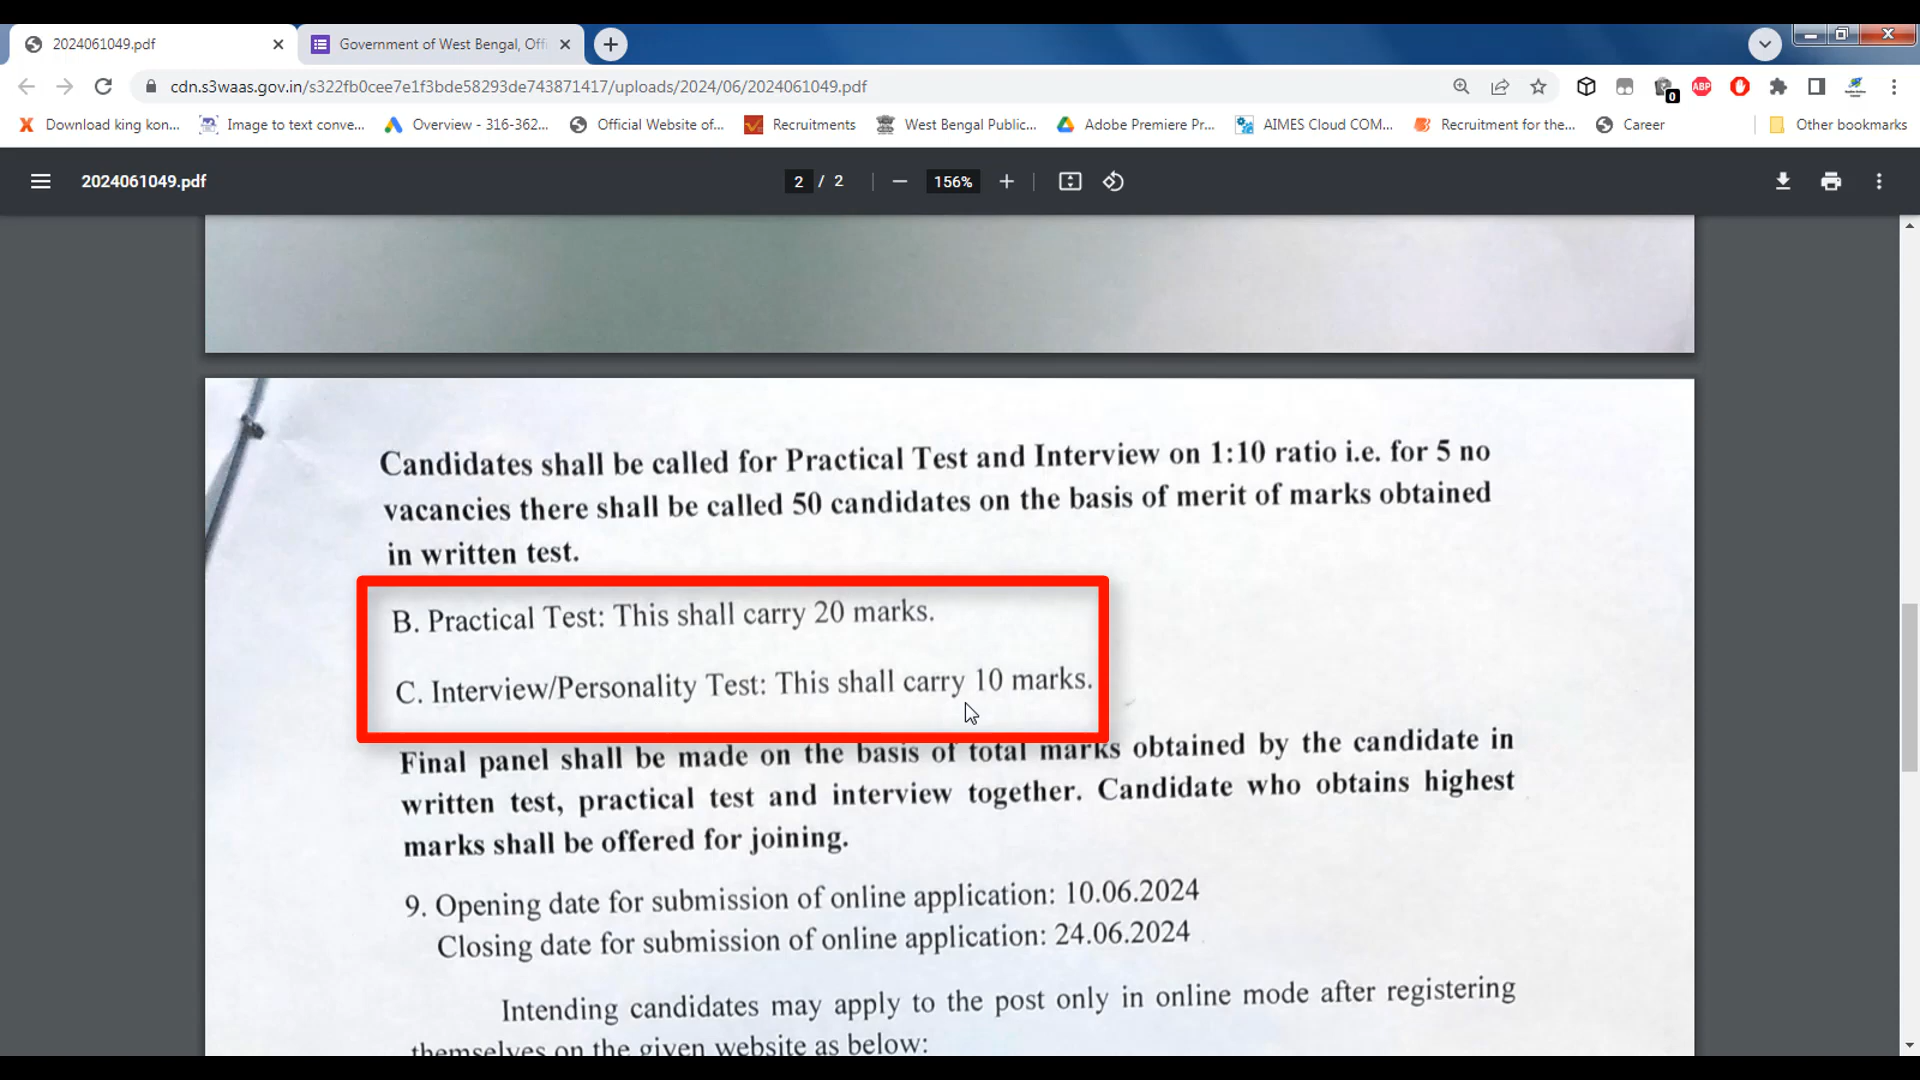 2024061049.pdf
Government of West Bengal, Offi
cdn.s3waas.gov.in/s322fb0cee7e1f3bde58293de743871417/uploads/2024/06/2024061049.pdf
0
ABP
Download king kon...
Image to text conve...
Overview - 316-362...
Official Website of...
Recruitments
West Bengal Public...
Adobe Premiere Pr...
AIMES Cloud COM...
Recruitment for the...
Career
Other bookmarks
2024061049.pdf
2 / 2
156%
Candidates shall be called for Practical Test and Interview on 1:10 ratio i.e. for 5 no
vacancies there shall be called 50 candidates on the basis of merit of marks obtained
in written test.
B. Practical Test: This shall carry 20 marks.
C. Interview/Personality Test: This shall carry 10 marks.
Final panel shall be made on the basis of total marks obtained by the candidate in
written test, practical test and interview together. Candidate who obtains highest
marks shall be offered for joining.
9. Opening date for submission of online application: 10.06.2024
Closing date for submission of online application: 24.06.2024
Intending candidates may apply to the post only in online mode after registering
themselves on the given website as below: